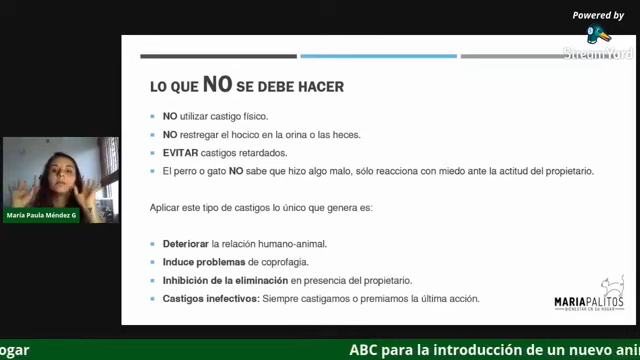 Powered by
StreamYard
LO QUE NO SE DEBE HACER
NO utilizar castigo físico.
NO restregar el hocico en la orina o las heces.
EVITAR castigos retardados.
El perro o gato NO sabe que hizo algo malo, sólo reacciona con miedo ante la actitud del propietario.
Aplicar este tipo de castigos lo único que genera es:
Deteriorar la relación humano-animal.
Induce problemas de coprofagia.
Inhibición de la eliminación en presencia del propietario.
Castigos inefectivos: Siempre castigamos o premiamos la última acción.
María Paula Méndez G
MARIAPALITOS
BIENESTAR EN SU HOGAR
ogar
ABC para la introducción de un nuevo ani